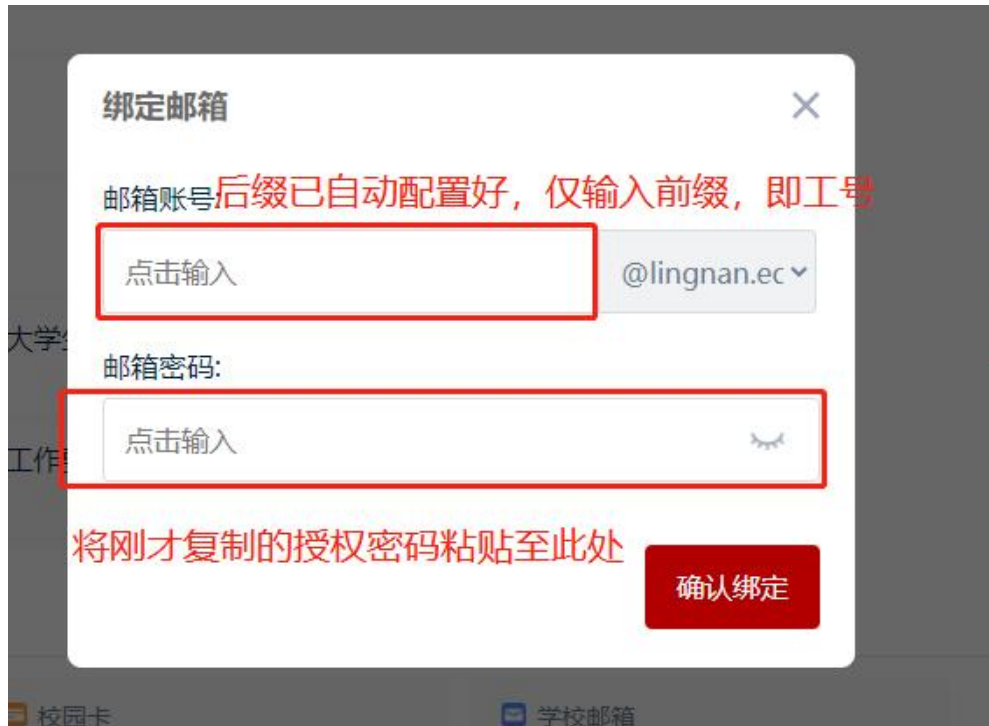 绑定邮箱
邮箱账号:后缀已自动配置好，仅输入前缀，即工号
点击输入 @lingnan.ec
大学
邮箱密码:
点击输入
工作
将刚才复制的授权密码粘贴至此处
确认绑定
校园卡 学校邮箱